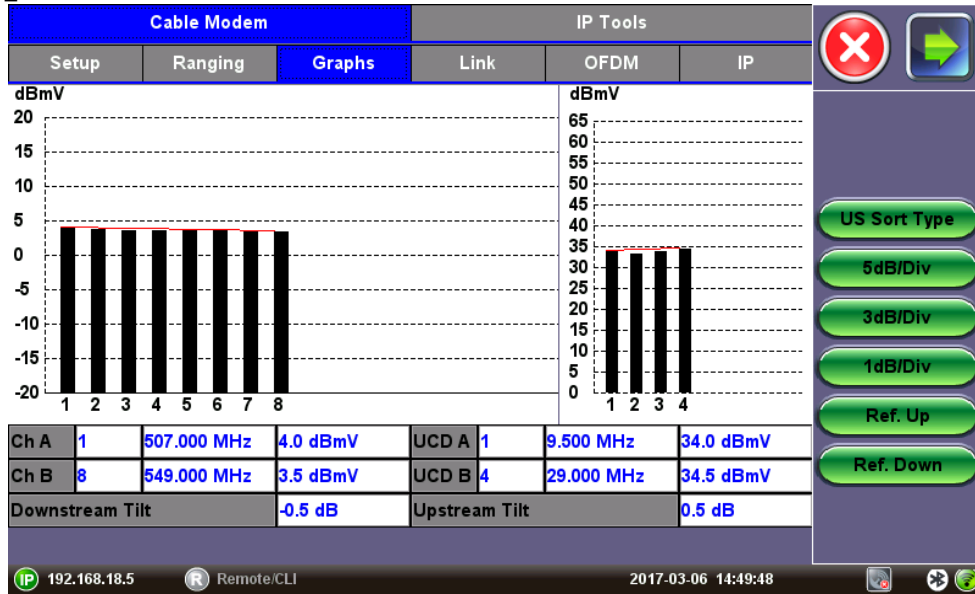 Cable Modem IP Tools
Setup Ranging Graphs Link OFDM IP
dBmV
20
15
10
5
0
-5
-10
-15
-20
1 2 3 4 5 6 7 8
dBmV
65
60
55
50
45
40
35
30
25
20
15
10
5
0
1 2 3 4
US Sort Type
5dB/Div
3dB/Div
1dB/Div
Ref. Up
Ref. Down
Ch A 1 507.000 MHz 4.0 dBmV UCD A 1 9.500 MHz 34.0 dBmV
Ch B 8 549.000 MHz 3.5 dBmV UCD B 4 29.000 MHz 34.5 dBmV
Downstream Tilt -0.5 dB Upstream Tilt 0.5 dB
IP 192.168.18.5 R Remote/CLI 2017-03-06 14:49:48